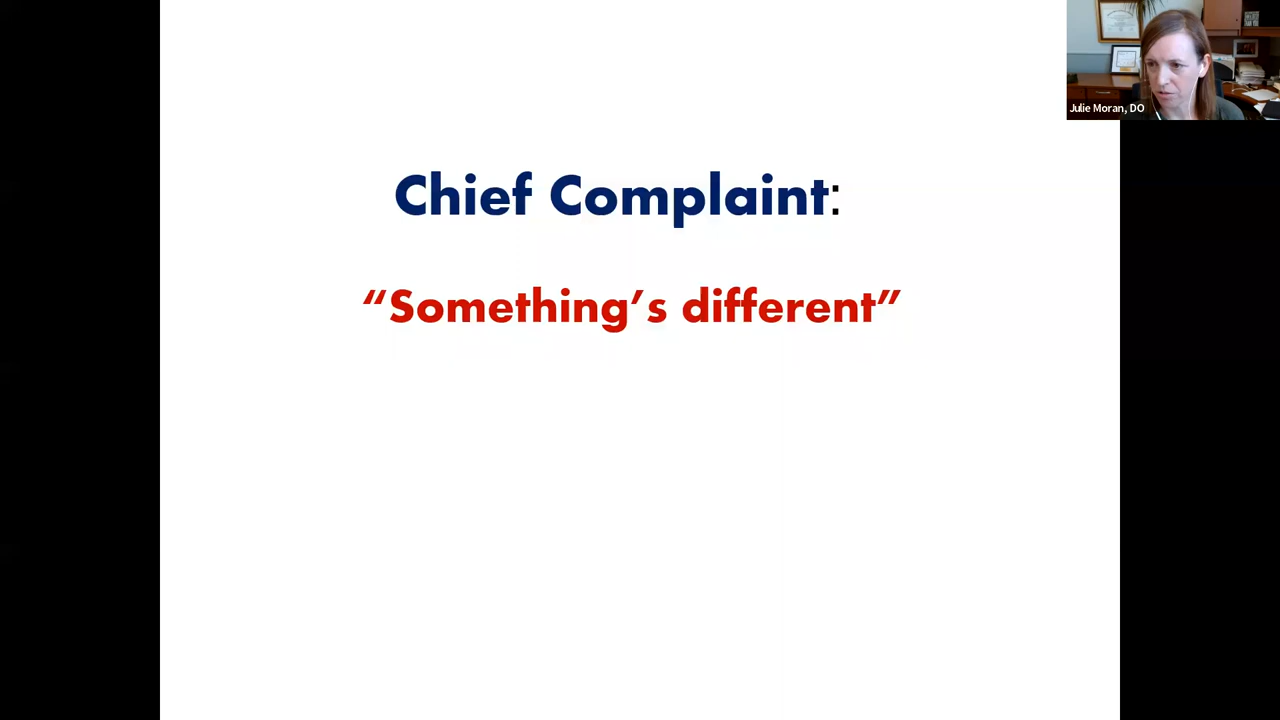 Julie Moran, DO
Chief Complaint:
“Something’s different”